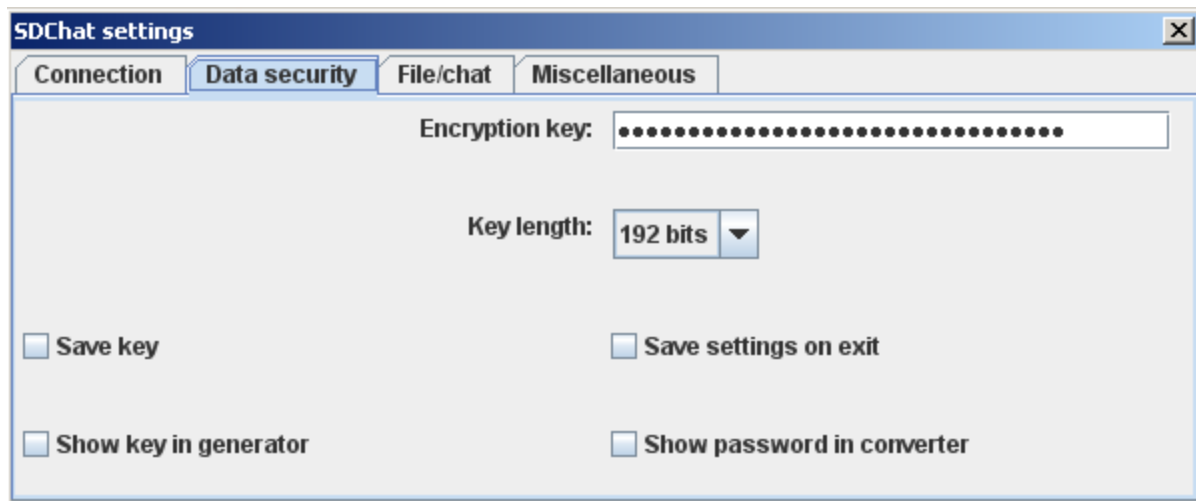 SDChat settings
Connection Data security File/chat Miscellaneous
Encryption key: ••••••••••••••••••••••••••••••••
Key length: 192 bits
Save key Save settings on exit
Show key in generator Show password in converter